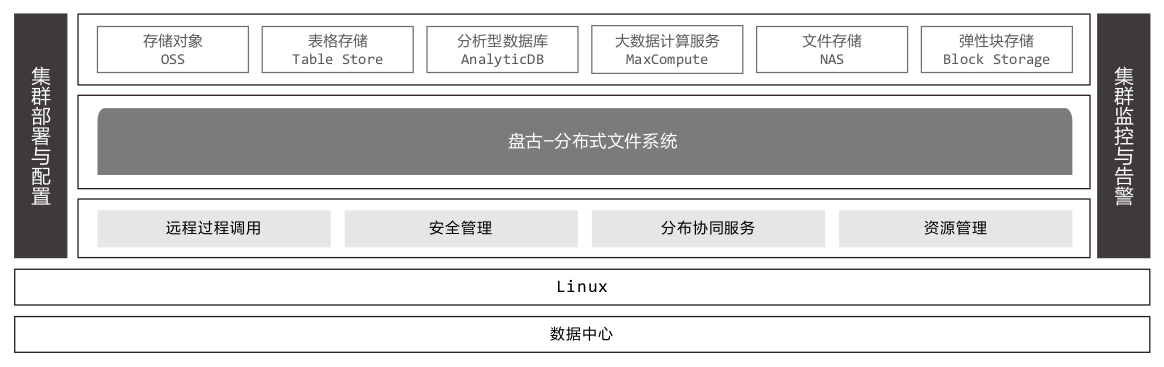 集群部署与配置
存储对象
OSS
表格存储
Table Store
分析型数据库
AnalyticDB
大数据计算服务
MaxCompute
文件存储
NAS
弹性块存储
Block Storage
集群监控与告警
盘古—分布式文件系统
远程过程调用
安全管理
分布协同服务
资源管理
Linux
数据中心